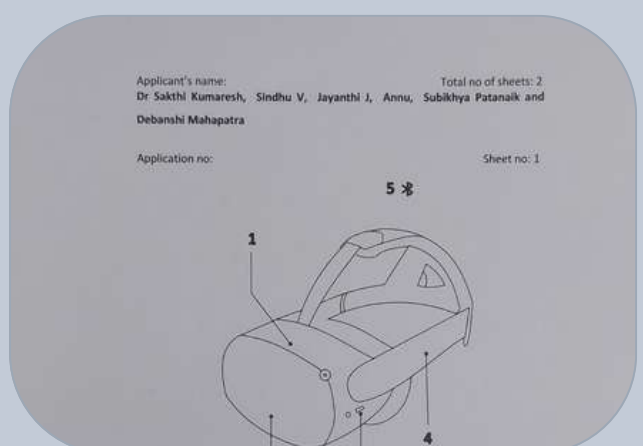 Applicant's name: Total no of sheets: 2
Dr Sakthi Kumaresh, Sindhu V, Jayanthi J, Annu, Subikhya Patanaik and
Debanshi Mahapatra
Application no: Sheet no: 1
5
1
4